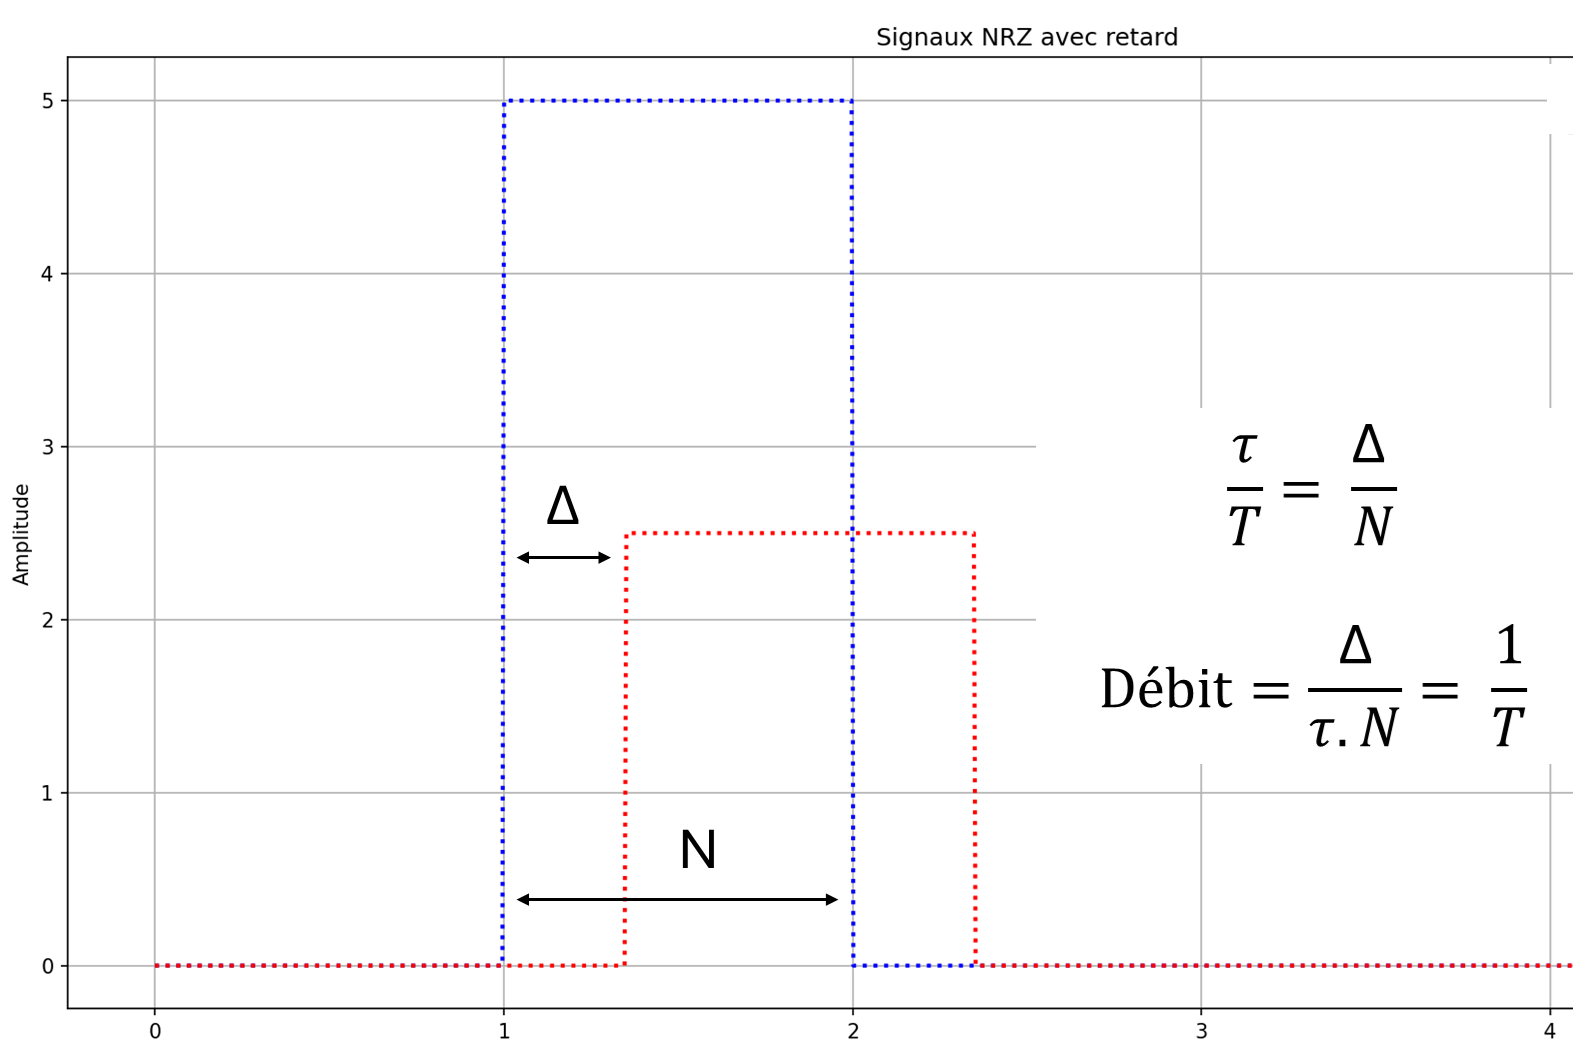 Signaux NRZ avec retard
Amplitude
5
4
3
2
1
0
Δ
N
τ/T = Δ/N
Débit = Δ/τ.N = 1/T
0 1 2 3 4